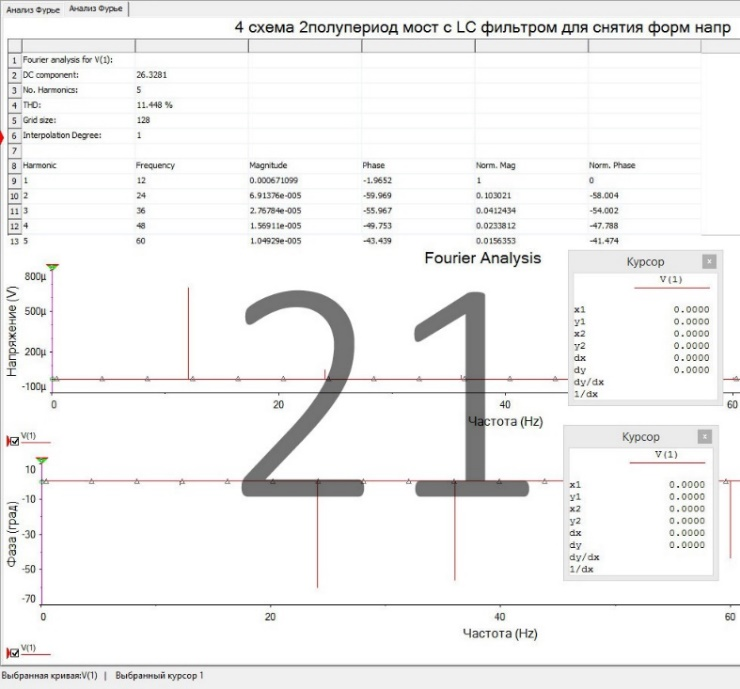 Анализ Фурье Анализ Фурье
4 схема 2полупериод мост с LC фильтром для снятия форм напр
1 Fourier analysis for V(1):
2 DC component: 26.3281
3 No. Harmonics: 5
4 THD: 11.448 %
5 Grid size: 128
6 Interpolation Degree: 1
7
8 Harmonic Frequency Magnitude Phase Norm. Mag Norm. Phase
9 1 12 0.000671099 -1.9652 1 0
10 2 24 6.91376e-005 -59.969 0.103021 -58.004
11 3 36 2.76784e-005 -55.967 0.0412434 -54.002
12 4 48 1.56911e-005 -49.753 0.0233812 -47.788
13 5 60 1.04929e-005 -43.439 0.0156353 -41.474
Fourier Analysis
Напряжение (V)
800µ
500µ
200µ
-100µ
0 20 40 60
Частота (Hz)
V(1)
Курсор x
V(1)
x1 0.0000
y1 0.0000
x2 0.0000
y2 0.0000
dx 0.0000
dy 0.0000
dy/dx
1/dx
21
Фаза (град)
10
-10
-30
-50
-70
0 20 40 60
Частота (Hz)
V(1)
Курсор x
V(1)
x1 0.0000
y1 0.0000
x2 0.0000
y2 0.0000
dx 0.0000
dy 0.0000
dy/dx
1/dx
Выбранная кривая:V(1) | Выбранный курсор 1